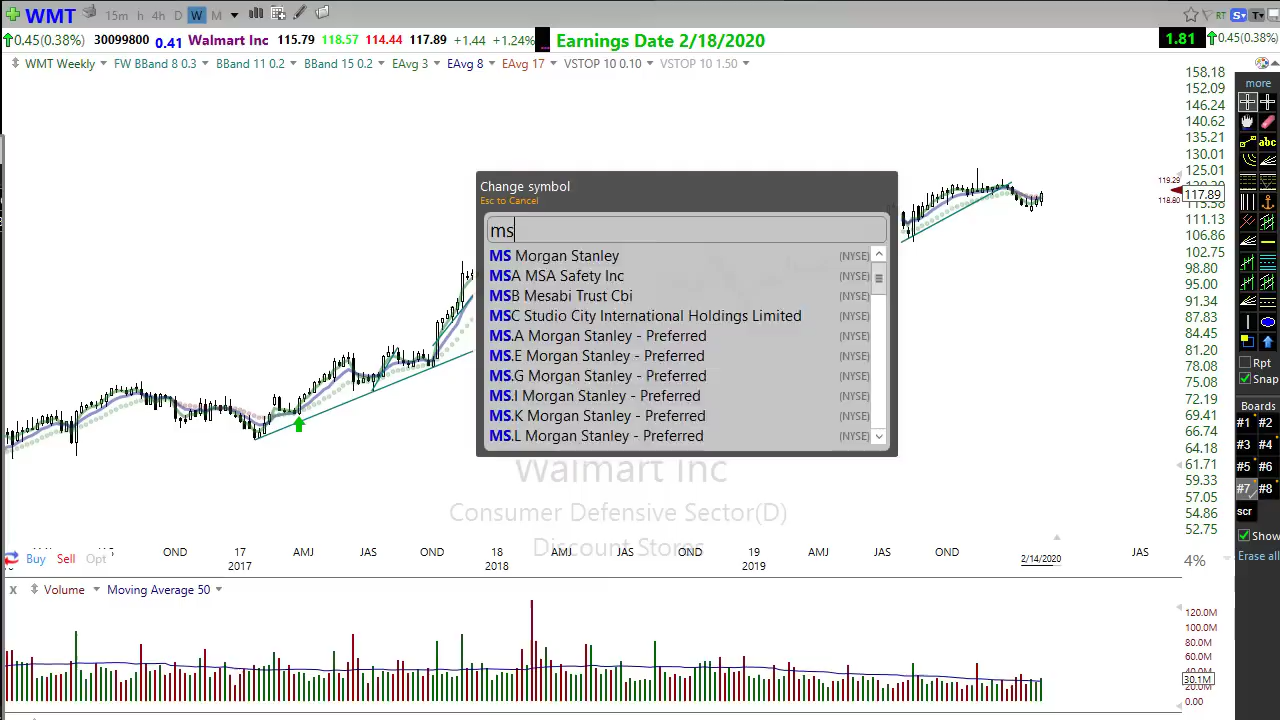 WMT 15m h 4h D W M RT S T
0.45(0.38%) 30099800 0.41 Walmart Inc 115.79 118.57 114.44 117.89 +1.44 +1.24% Earnings Date 2/18/2020 1.81 0.45(0.38%)
WMT Weekly FW BBand 8 0.3 BBand 11 0.2 BBand 15 0.2 EAvg 3 EAvg 8 EAvg 17 VSTOP 10 0.10 VSTOP 10 1.50
158.18
152.09
146.24
140.62
135.21
130.01
125.01
119.29
117.89
118.80
111.13
106.86
102.75
98.80
95.00
91.34
87.83
84.45
81.20
78.08
75.08
72.19
69.41
66.74
64.18
61.71
59.33
57.05
54.86
52.75
more
abc
Rpt
Snap
Boards
#1 #2
#3 #4
#5 #6
#7 #8
scr
Show
Erase all
Change symbol
Esc to Cancel
ms
MS Morgan Stanley (NYSE)
MSA MSA Safety Inc (NYSE)
MSB Mesabi Trust Cbi (NYSE)
MSC Studio City International Holdings Limited (NYSE)
MS.A Morgan Stanley - Preferred (NYSE)
MS.E Morgan Stanley - Preferred (NYSE)
MS.G Morgan Stanley - Preferred (NYSE)
MS.I Morgan Stanley - Preferred (NYSE)
MS.K Morgan Stanley - Preferred (NYSE)
MS.L Morgan Stanley - Preferred (NYSE)
Walmart Inc
Consumer Defensive Sector(D)
Discount Stores
OND 17 AMJ JAS OND 18 AMJ JAS OND 19 AMJ JAS OND JAS
2017 2018 2019 2/14/2020
Buy Sell Opt 4%
x Volume Moving Average 50
120.0M
100.0M
80.0M
60.0M
40.0M
30.1M
20.0M
0.00